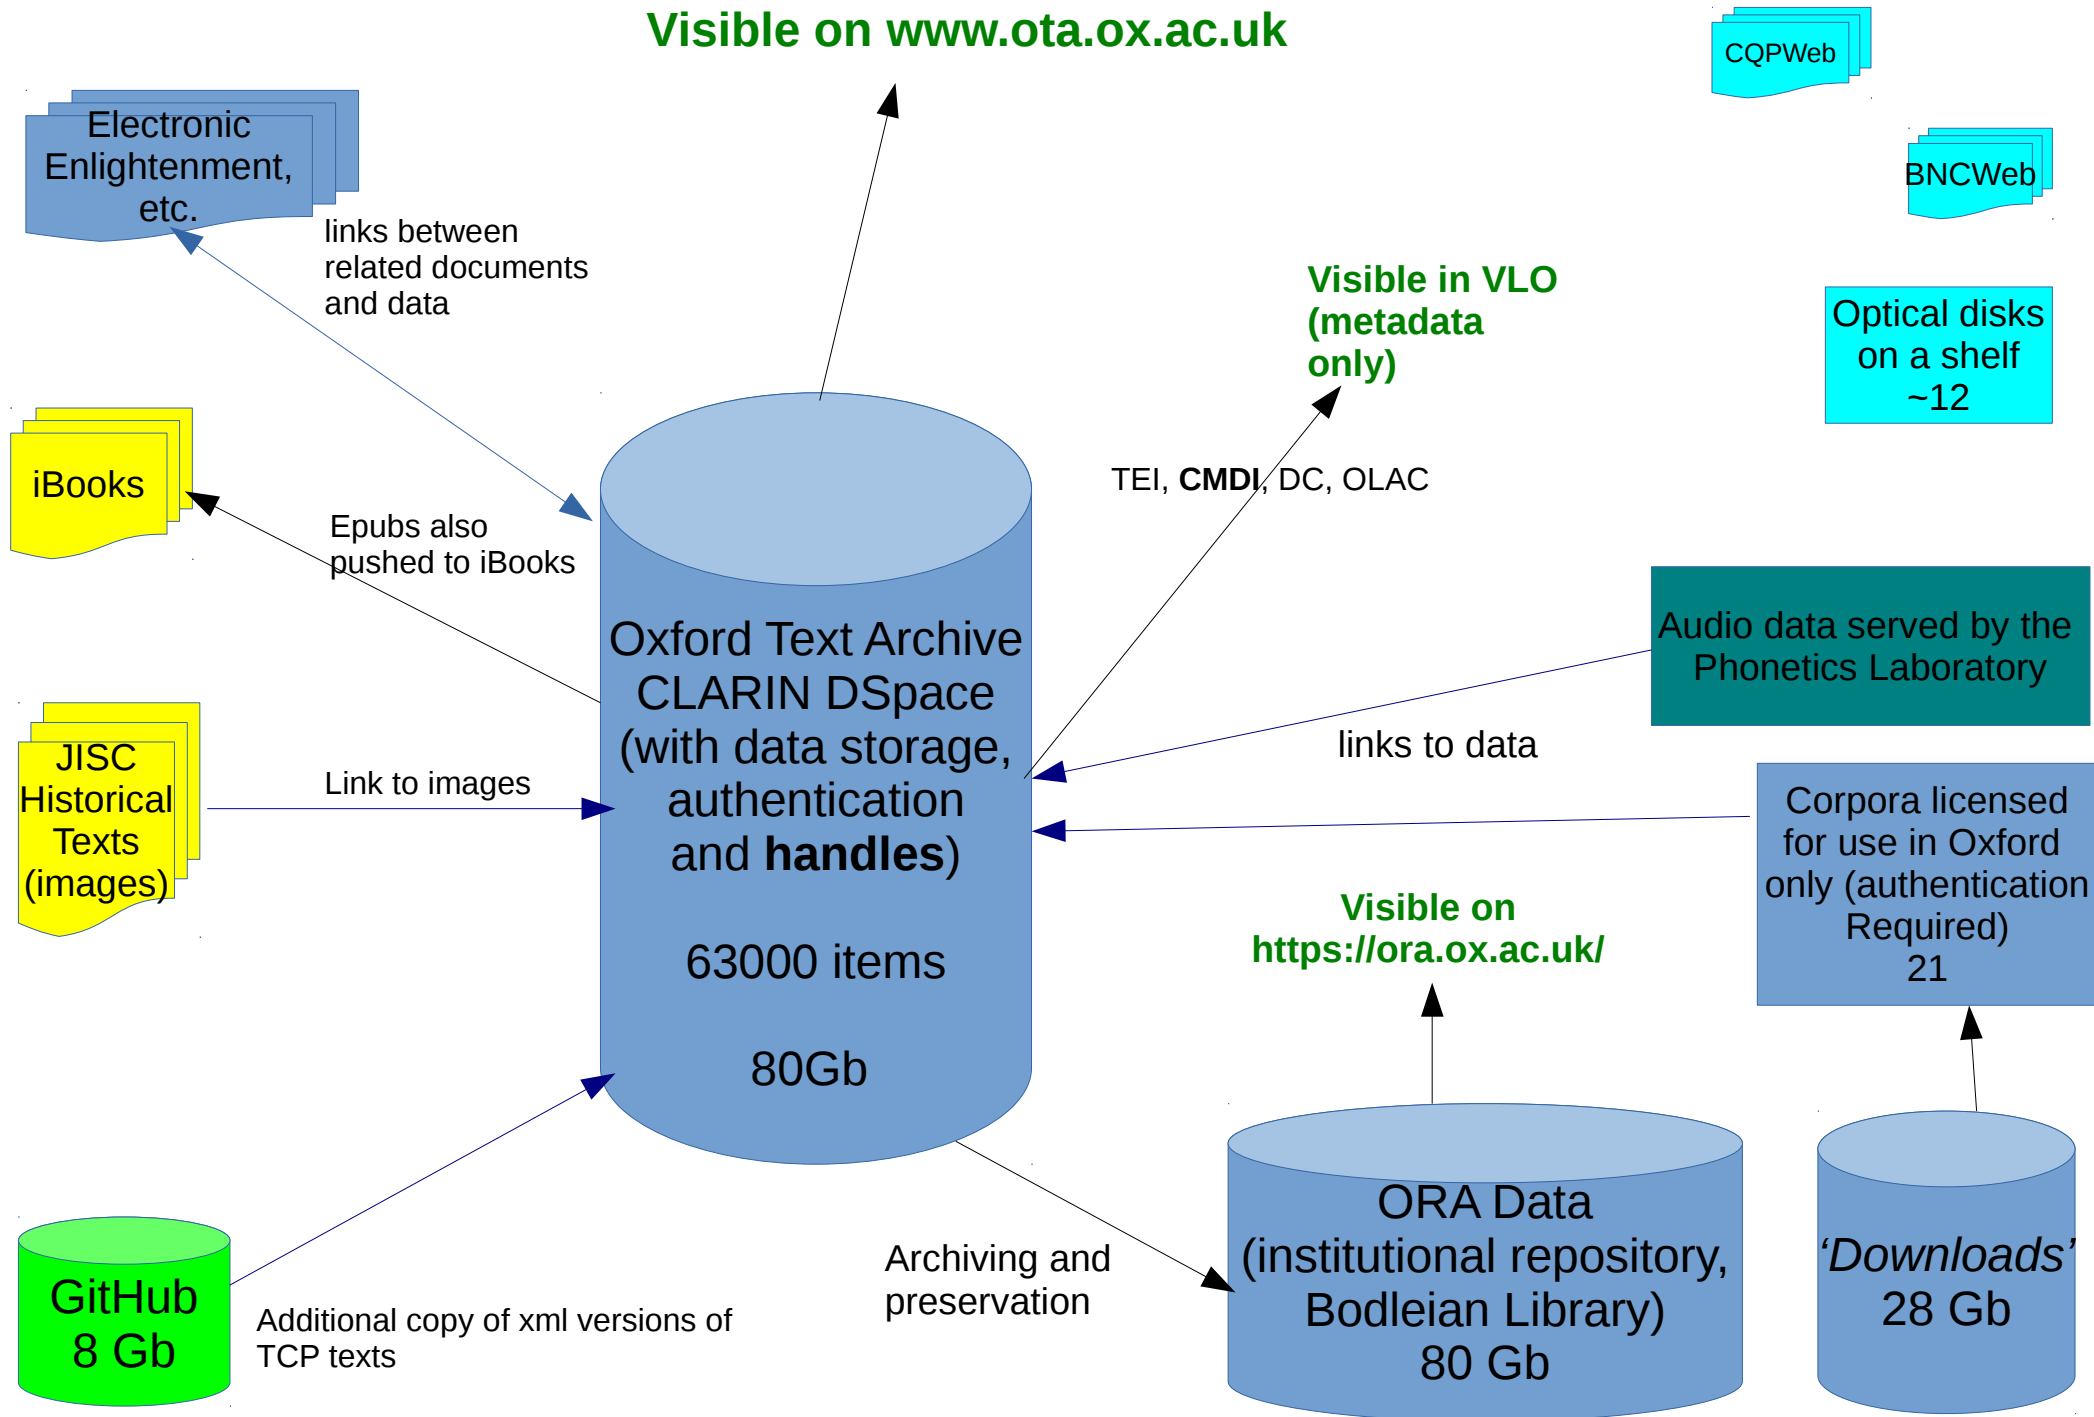 Visible on www.ota.ox.ac.uk
CQPWeb
Electronic
Enlightenment,
etc.
BNCWeb
links between
related documents
and data
Visible in VLO
(metadata
only)
Optical disks
on a shelf
~12
iBooks
TEI, CMDI, DC, OLAC
Epubs also
pushed to iBooks
Oxford Text Archive
CLARIN DSpace
(with data storage,
authentication
and handles)
63000 items
80Gb
Audio data served by the
Phonetics Laboratory
links to data
JISC
Historical
Texts
(images)
Link to images
Corpora licensed
for use in Oxford
only (authentication
Required)
21
Visible on
https://ora.ox.ac.uk/
ORA Data
(institutional repository,
Bodleian Library)
80 Gb
‘Downloads’
28 Gb
Archiving and
preservation
GitHub
8 Gb
Additional copy of xml versions of
TCP texts